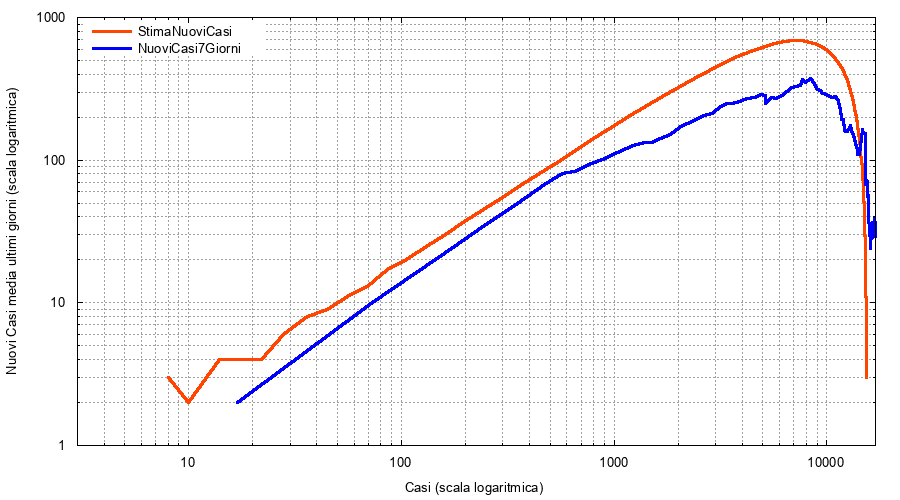 1000
StimaNuoviCasi
NuoviCasi7Giorni
100
10
1
Nuovi Casi media ultimi giorni (scala logaritmica)
10
100
1000
10000
Casi (scala logaritmica)